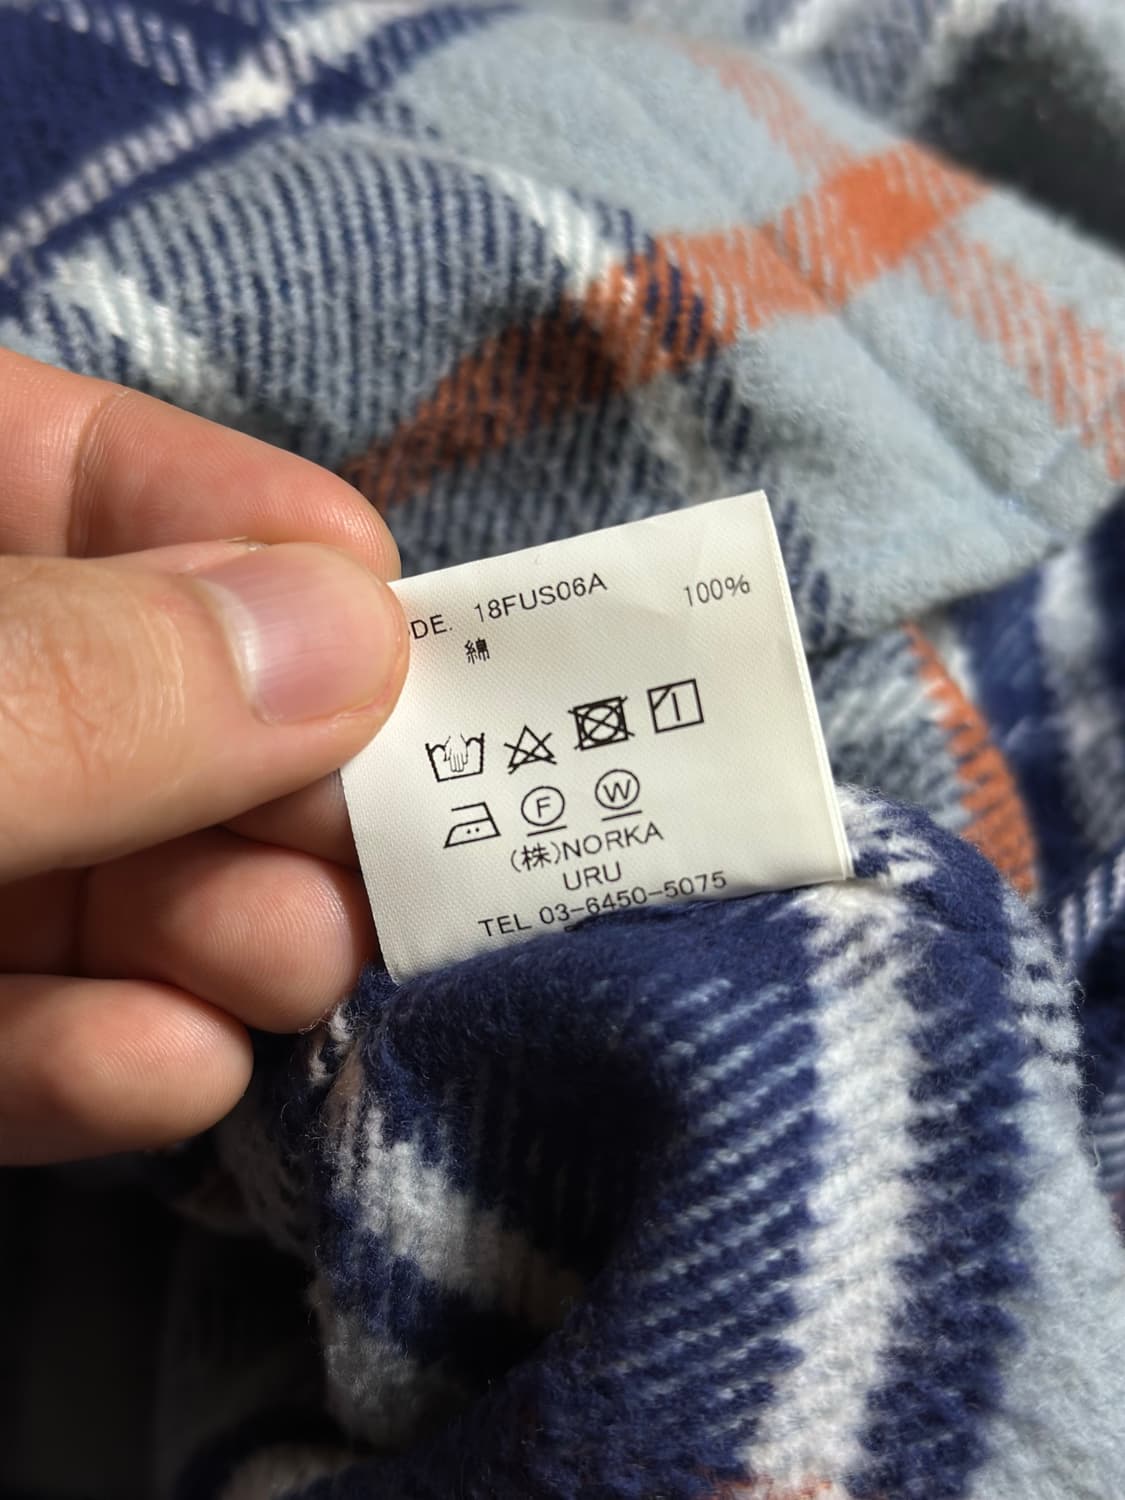 DE. 18FUS06A
綿 100%
F W
(株)NORKA
URU
TEL 03-6450-5075